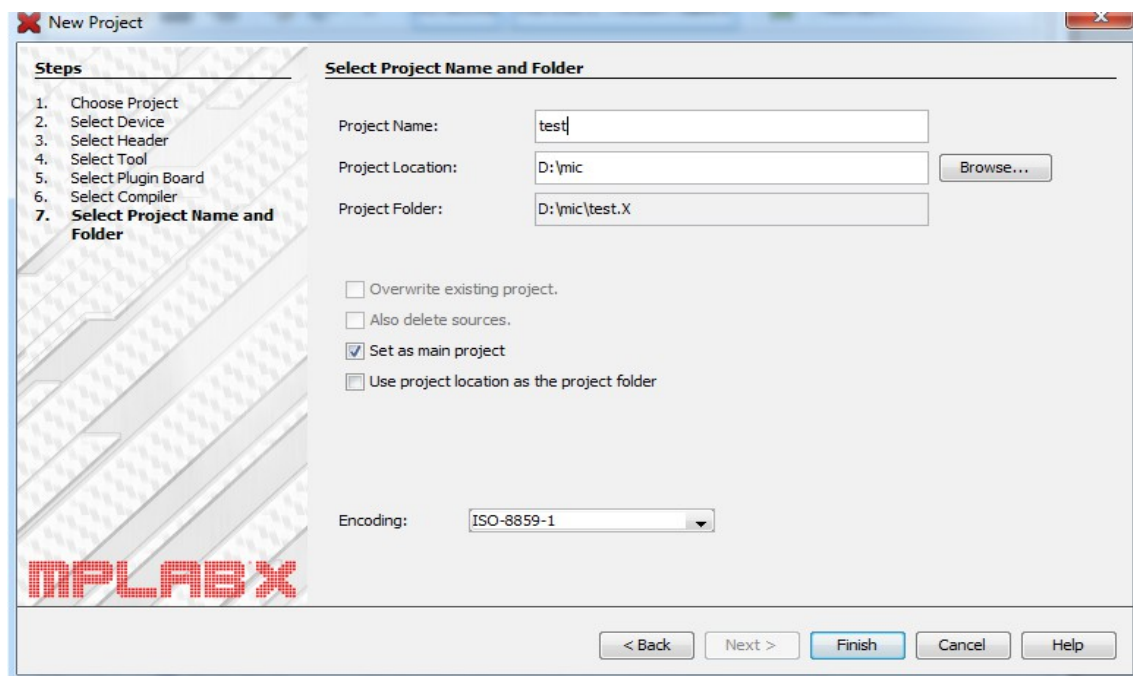 New Project
Steps
1. Choose Project
2. Select Device
3. Select Header
4. Select Tool
5. Select Plugin Board
6. Select Compiler
7. Select Project Name and
Folder
Select Project Name and Folder
Project Name: test
Project Location: D:\mic Browse...
Project Folder: D:\mic\test.X
Overwrite existing project.
Also delete sources.
Set as main project
Use project location as the project folder
Encoding: ISO-8859-1
MPLAB X
< Back Next > Finish Cancel Help